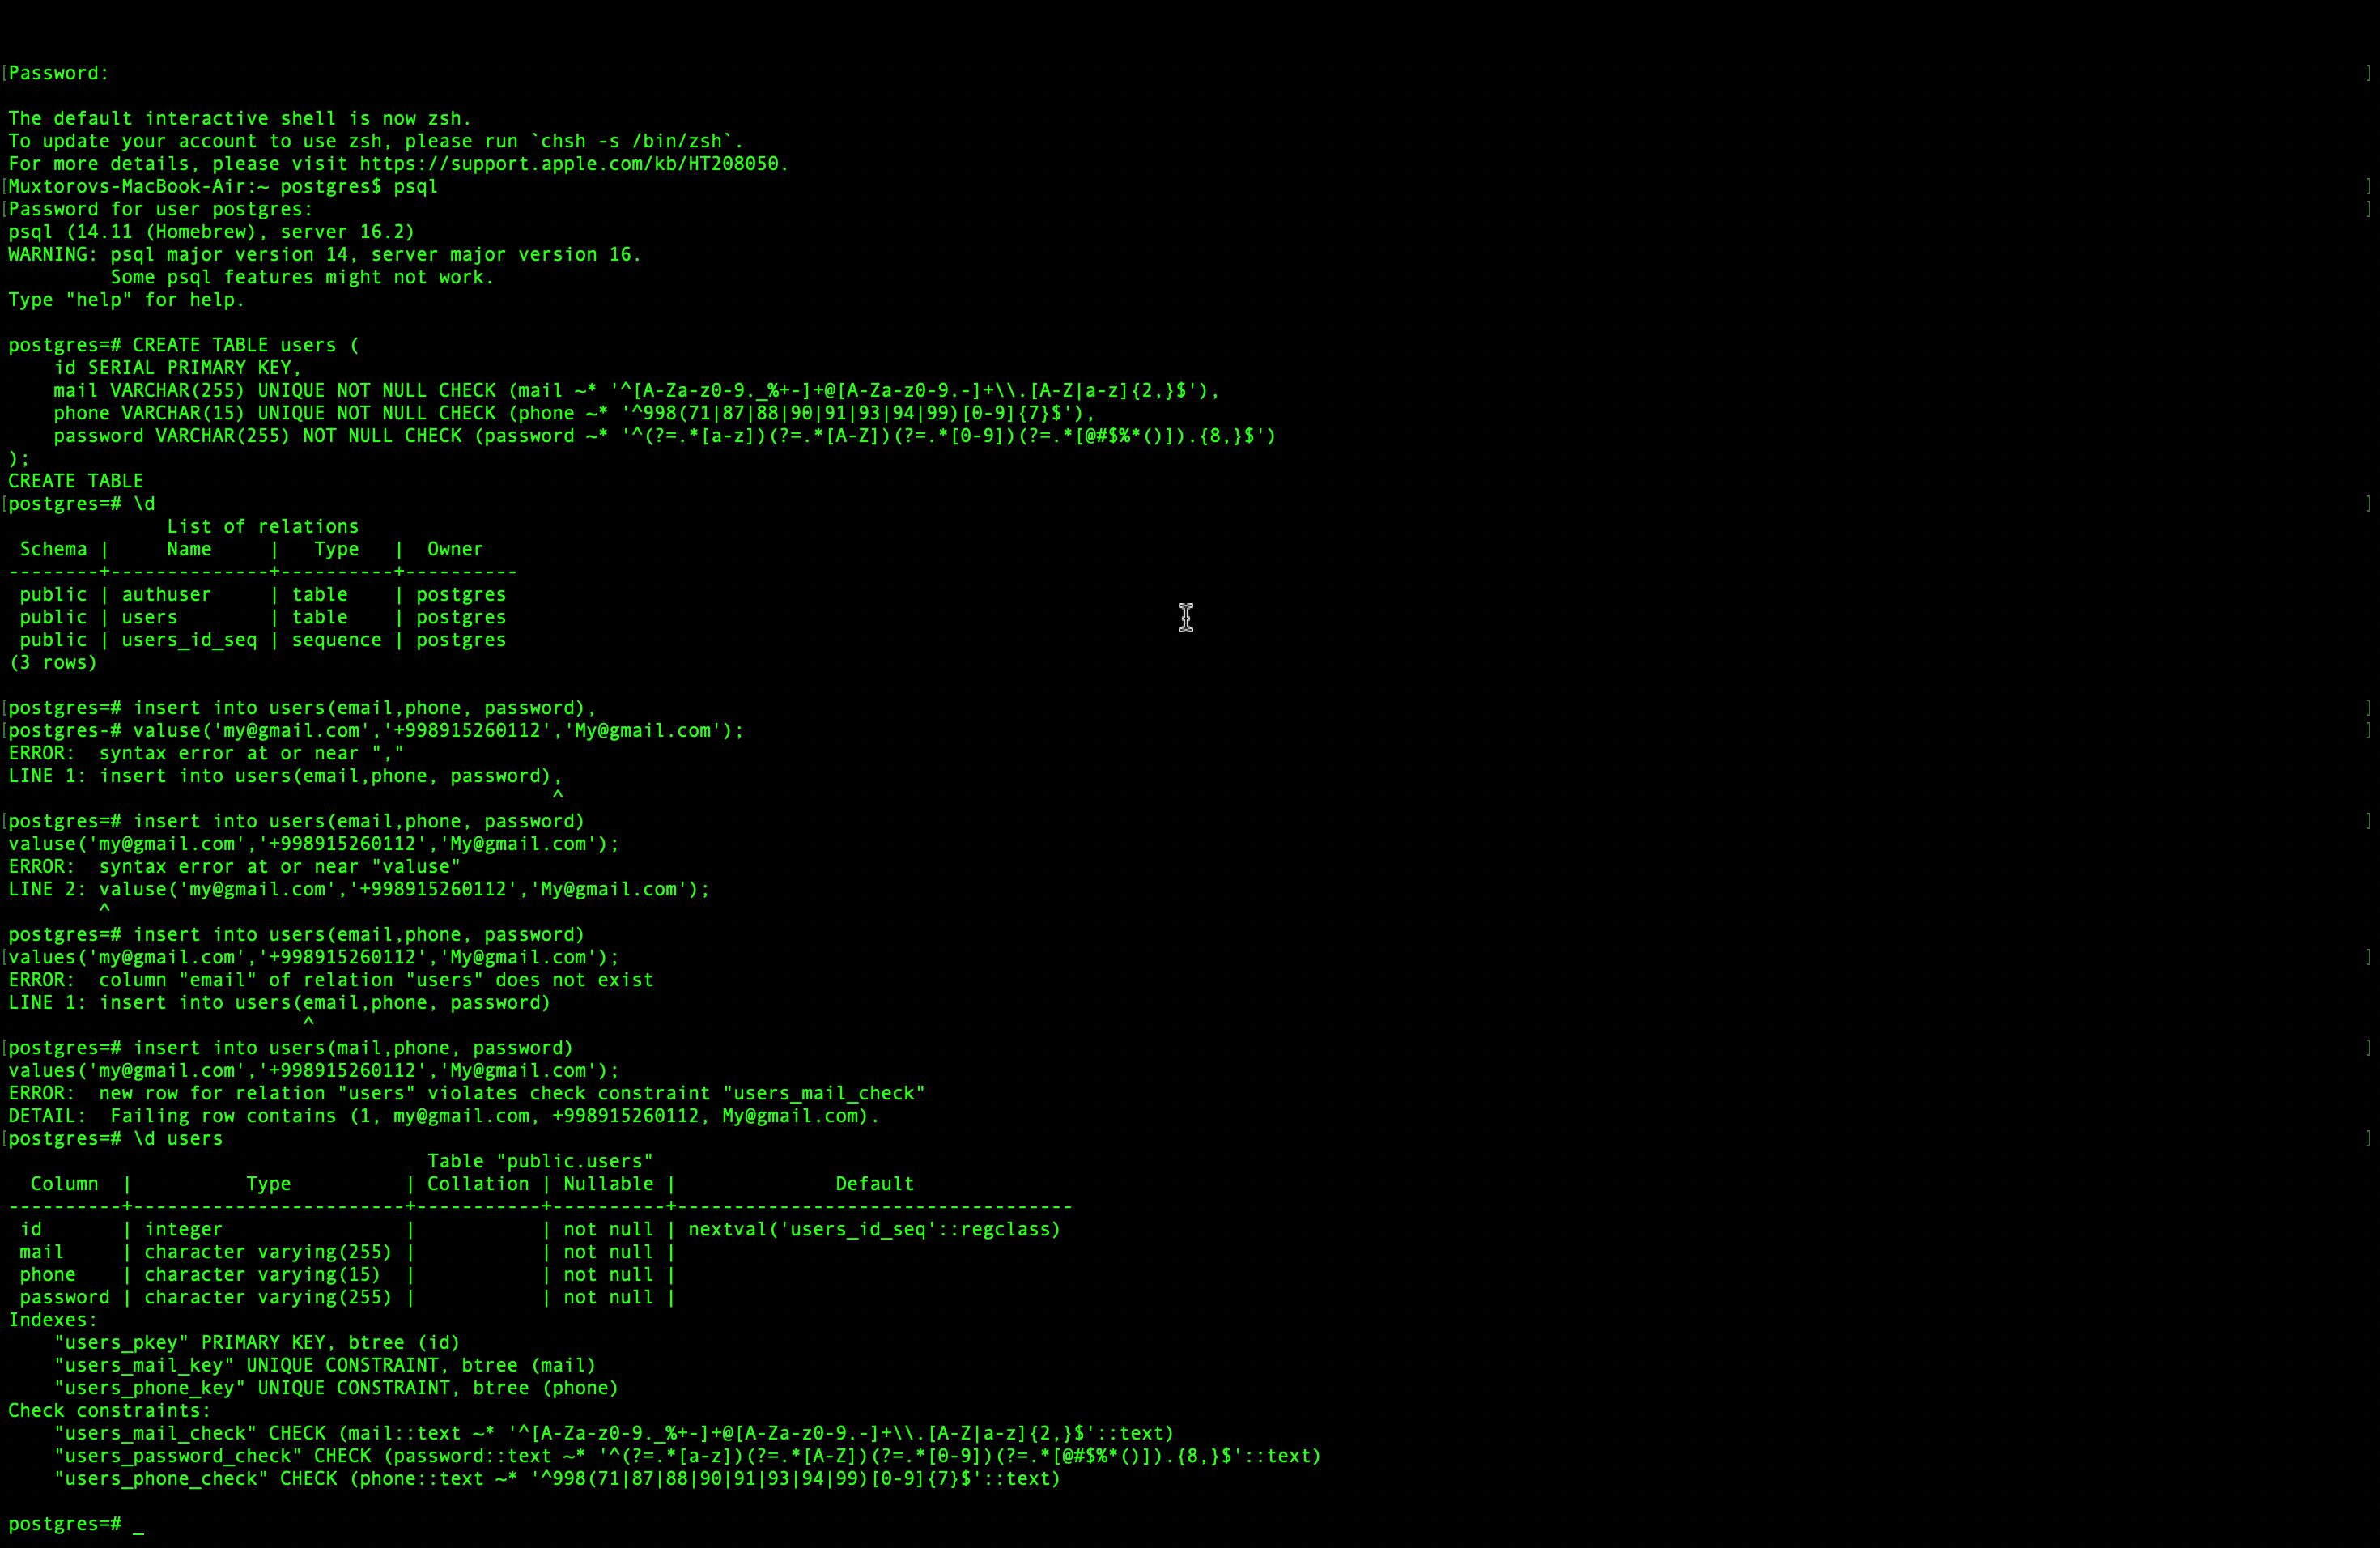 [Password: ]
The default interactive shell is now zsh.
To update your account to use zsh, please run `chsh -s /bin/zsh`.
For more details, please visit https://support.apple.com/kb/HT208050.
[Muxtorovs-MacBook-Air:~ postgres$ psql ]
[Password for user postgres: ]
psql (14.11 (Homebrew), server 16.2)
WARNING: psql major version 14, server major version 16.
         Some psql features might not work.
Type "help" for help.
postgres=# CREATE TABLE users (
    id SERIAL PRIMARY KEY,
    mail VARCHAR(255) UNIQUE NOT NULL CHECK (mail ~* '^[A-Za-z0-9._%+-]+@[A-Za-z0-9.-]+\\.[A-Z|a-z]{2,}$'),
    phone VARCHAR(15) UNIQUE NOT NULL CHECK (phone ~* '^998(71|87|88|90|91|93|94|99)[0-9]{7}$'),
    password VARCHAR(255) NOT NULL CHECK (password ~* '^(?=.*[a-z])(?=.*[A-Z])(?=.*[0-9])(?=.*[@#$%*()]).{8,}$')
);
CREATE TABLE
[postgres=# \d ]
              List of relations
 Schema |     Name     |   Type   |  Owner
--------+--------------+----------+----------
 public | authuser     | table    | postgres
 public | users        | table    | postgres
 public | users_id_seq | sequence | postgres
(3 rows)
[postgres=# insert into users(email,phone, password), ]
[postgres-# valuse('my@gmail.com','+998915260112','My@gmail.com'); ]
ERROR:  syntax error at or near ","
LINE 1: insert into users(email,phone, password),
                                                ^
[postgres=# insert into users(email,phone, password) ]
valuse('my@gmail.com','+998915260112','My@gmail.com');
ERROR:  syntax error at or near "valuse"
LINE 2: valuse('my@gmail.com','+998915260112','My@gmail.com');
        ^
postgres=# insert into users(email,phone, password)
[values('my@gmail.com','+998915260112','My@gmail.com'); ]
ERROR:  column "email" of relation "users" does not exist
LINE 1: insert into users(email,phone, password)
                          ^
[postgres=# insert into users(mail,phone, password) ]
values('my@gmail.com','+998915260112','My@gmail.com');
ERROR:  new row for relation "users" violates check constraint "users_mail_check"
DETAIL:  Failing row contains (1, my@gmail.com, +998915260112, My@gmail.com).
[postgres=# \d users ]
                                     Table "public.users"
  Column  |          Type          | Collation | Nullable |              Default
----------+------------------------+-----------+----------+-----------------------------------
 id       | integer                |           | not null | nextval('users_id_seq'::regclass)
 mail     | character varying(255) |           | not null |
 phone    | character varying(15)  |           | not null |
 password | character varying(255) |           | not null |
Indexes:
    "users_pkey" PRIMARY KEY, btree (id)
    "users_mail_key" UNIQUE CONSTRAINT, btree (mail)
    "users_phone_key" UNIQUE CONSTRAINT, btree (phone)
Check constraints:
    "users_mail_check" CHECK (mail::text ~* '^[A-Za-z0-9._%+-]+@[A-Za-z0-9.-]+\\.[A-Z|a-z]{2,}$'::text)
    "users_password_check" CHECK (password::text ~* '^(?=.*[a-z])(?=.*[A-Z])(?=.*[0-9])(?=.*[@#$%*()]).{8,}$'::text)
    "users_phone_check" CHECK (phone::text ~* '^998(71|87|88|90|91|93|94|99)[0-9]{7}$'::text)
postgres=# _